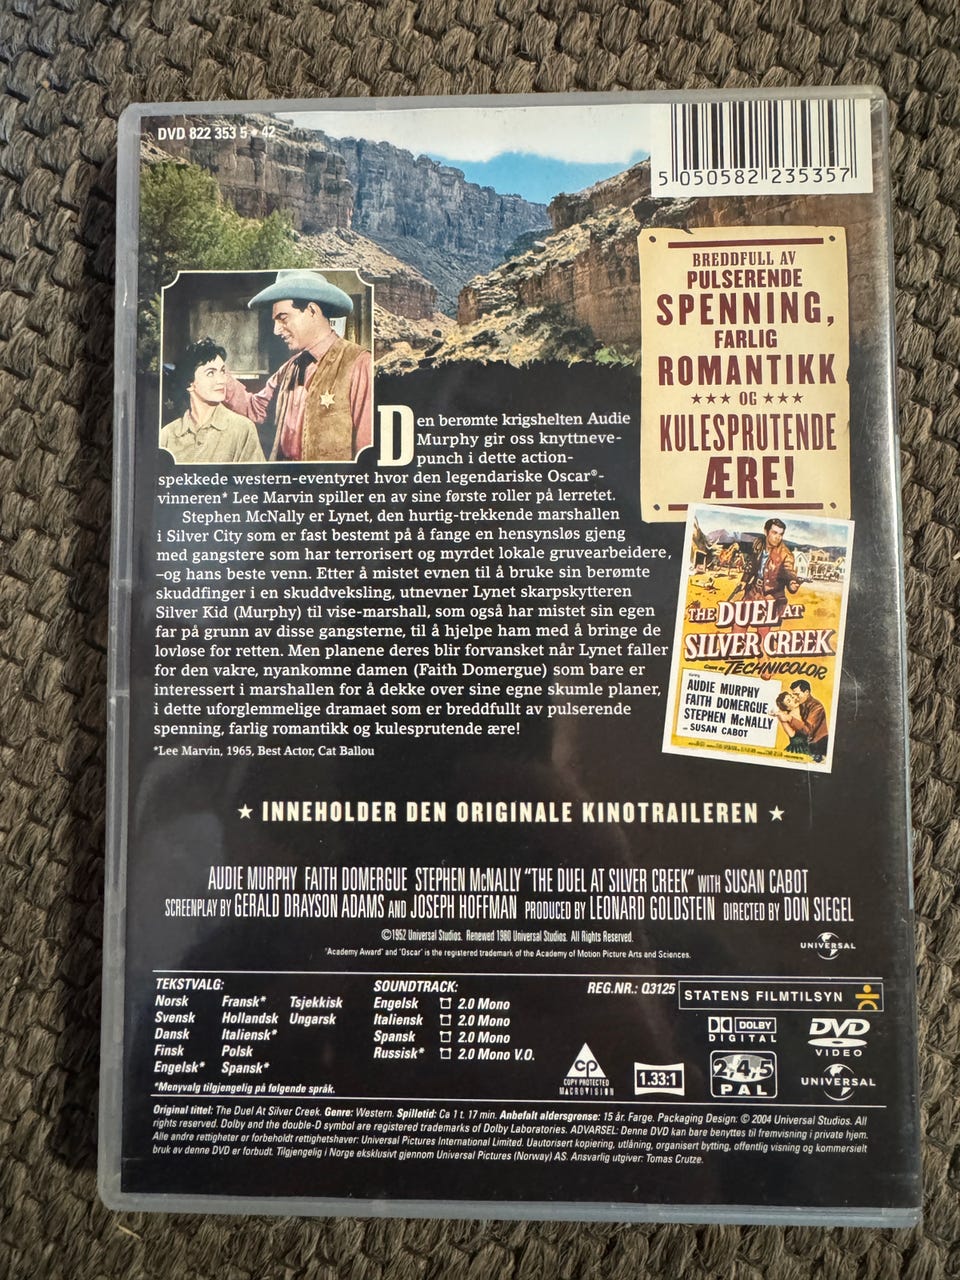 DVD 822 353 5 • 42
5 050582 235357
BREDDFULL AV
PULSERENDE
SPENNING,
FARLIG
ROMANTIKK
★★★ OG ★★★
KULESPRUTENDE
ÆRE!
Den berømte krigshelten Audie
Murphy gir oss knyttneve-
punch i dette action-
spekkede western-eventyret hvor den legendariske Oscar®-
vinneren* Lee Marvin spiller en av sine første roller på lerretet.
Stephen McNally er Lynet, den hurtig-trekkende marshallen
i Silver City som er fast bestemt på å fange en hensynsløs gjeng
med gangstere som har terrorisert og myrdet lokale gruvearbeidere,
–og hans beste venn. Etter å mistet evnen til å bruke sin berømte
skuddfinger i en skuddveksling, utnevner Lynet skarpskytteren
Silver Kid (Murphy) til vise-marshall, som også har mistet sin egen
far på grunn av disse gangsterne, til å hjelpe ham med å bringe de
lovløse for retten. Men planene deres blir forvansket når Lynet faller
for den vakre, nyankomne damen (Faith Domergue) som bare er
interessert i marshallen for å dekke over sine egne skumle planer,
i dette uforglemmelige dramaet som er breddfullt av pulserende
spenning, farlig romantikk og kulesprutende ære!
*Lee Marvin, 1965, Best Actor, Cat Ballou
THE DUEL AT
SILVER CREEK
COLOR BY TECHNICOLOR
AUDIE MURPHY
FAITH DOMERGUE
STEPHEN McNALLY
SUSAN CABOT
★ INNEHOLDER DEN ORIGINALE KINOTRAILEREN ★
AUDIE MURPHY FAITH DOMERGUE STEPHEN McNALLY "THE DUEL AT SILVER CREEK" WITH SUSAN CABOT
SCREENPLAY BY GERALD DRAYSON ADAMS AND JOSEPH HOFFMAN PRODUCED BY LEONARD GOLDSTEIN DIRECTED BY DON SIEGEL
©1952 Universal Studios. Renewed 1980 Universal Studios. All Rights Reserved.
"Academy Award" and "Oscar" is the registered trademark of the Academy of Motion Picture Arts and Sciences.
UNIVERSAL
TEKSTVALG:
Norsk Fransk* Tsjekkisk
Svensk Hollandsk Ungarsk
Dansk Italiensk*
Finsk Polsk
Engelsk* Spansk*
*Menyvalg tilgjengelig på følgende språk.
SOUNDTRACK:
Engelsk 2.0 Mono
Italiensk 2.0 Mono
Spansk 2.0 Mono
Russisk* 2.0 Mono V.O.
REG.NR.: Q3125
STATENS FILMTILSYN
DOLBY
DIGITAL
DVD
VIDEO
CP
COPY PROTECTED
MACROVISION
1.33:1
2,4,5
PAL
UNIVERSAL
Original tittel: The Duel At Silver Creek. Genre: Western. Spilletid: Ca 1 t. 17 min. Anbefalt aldersgrense: 15 år. Farge. Packaging Design: © 2004 Universal Studios. All
rights reserved. Dolby and the double-D symbol are registered trademarks of Dolby Laboratories. ADVARSEL: Denne DVD kan bare benyttes til fremvisning i private hjem.
Alle andre rettigheter er forbeholdt rettighetshaver: Universal Pictures International Limited. Uautorisert kopiering, utlåning, organisert bytting, offentlig visning og kommersielt
bruk av denne DVD er forbudt. Tilgjengelig i Norge eksklusivt gjennom Universal Pictures (Norway) AS. Ansvarlig utgiver: Tomas Crutze.